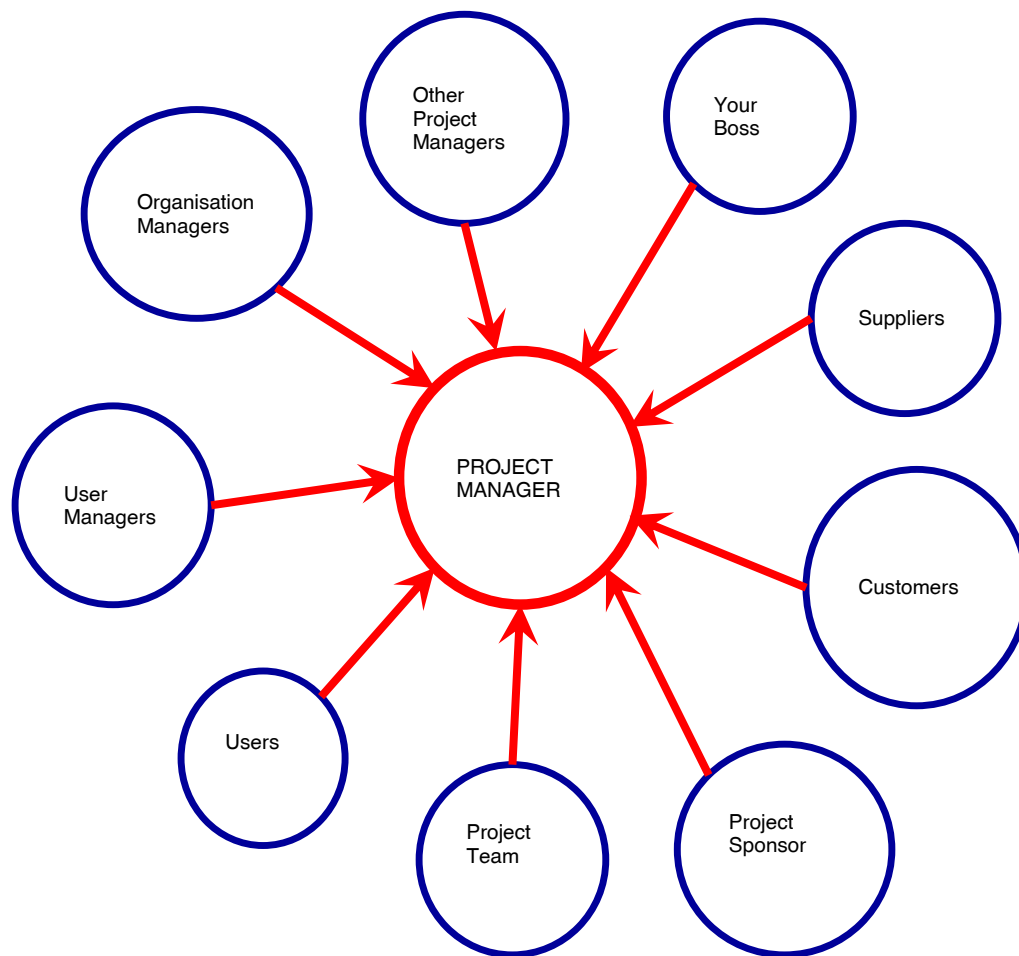 Other
Project
Managers
Your
Boss
Organisation
Managers
Suppliers
PROJECT
MANAGER
User
Managers
Customers
Users
Project
Team
Project
Sponsor